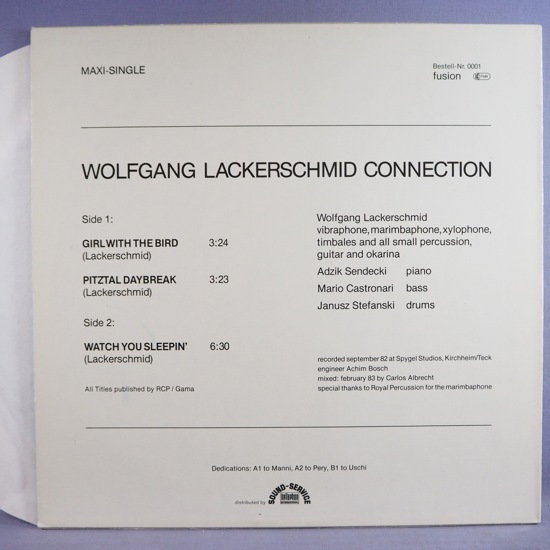 MAXI-SINGLE
Bestell-Nr. 0001
fusion
WOLFGANG LACKERSCHMID CONNECTION
Side 1:
GIRL WITH THE BIRD 3:24
(Lackerschmid)
PITZTAL DAYBREAK 3:23
(Lackerschmid)
Side 2:
WATCH YOU SLEEPIN' 6:30
(Lackerschmid)
All Titles published by RCP / Gama
Wolfgang Lackerschmid
vibraphone, marimbaphone, xylophone,
timbales and all small percussion,
guitar and okarina
Adzik Sendecki piano
Mario Castronari bass
Janusz Stefanski drums
recorded september 82 at Spygel Studios, Kirchheim/Teck
engineer Achim Bosch
mixed: february 83 by Carlos Albrecht
special thanks to Royal Percussion for the marimbaphone
Dedications: A1 to Manni, A2 to Pery, B1 to Uschi
distributed by SOUND-SERVICE